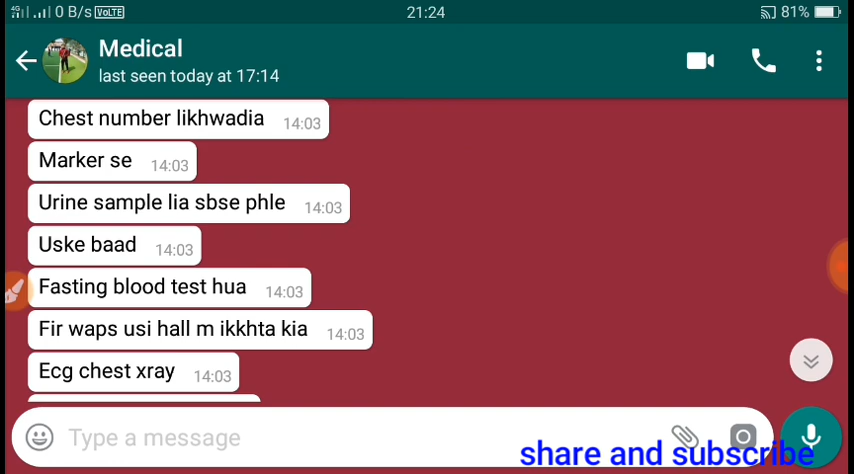 4G 0 B/s VoLTE 21:24 81%
Medical
last seen today at 17:14
Chest number likhwadia 14:03
Marker se 14:03
Urine sample lia sbse phle 14:03
Uske baad 14:03
Fasting blood test hua 14:03
Fir waps usi hall m ikkhta kia 14:03
Ecg chest xray 14:03
Type a message
share and subscribe